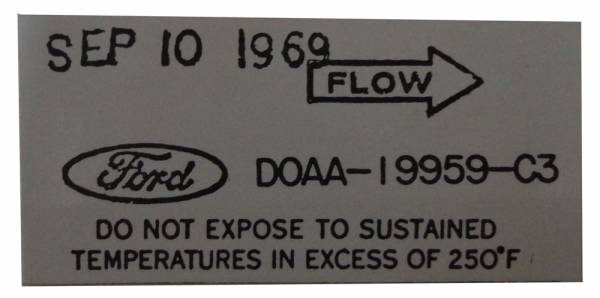 SEP 10 1969
FLOW
Ford DOAA-19959-C3
DO NOT EXPOSE TO SUSTAINED
TEMPERATURES IN EXCESS OF 250°F